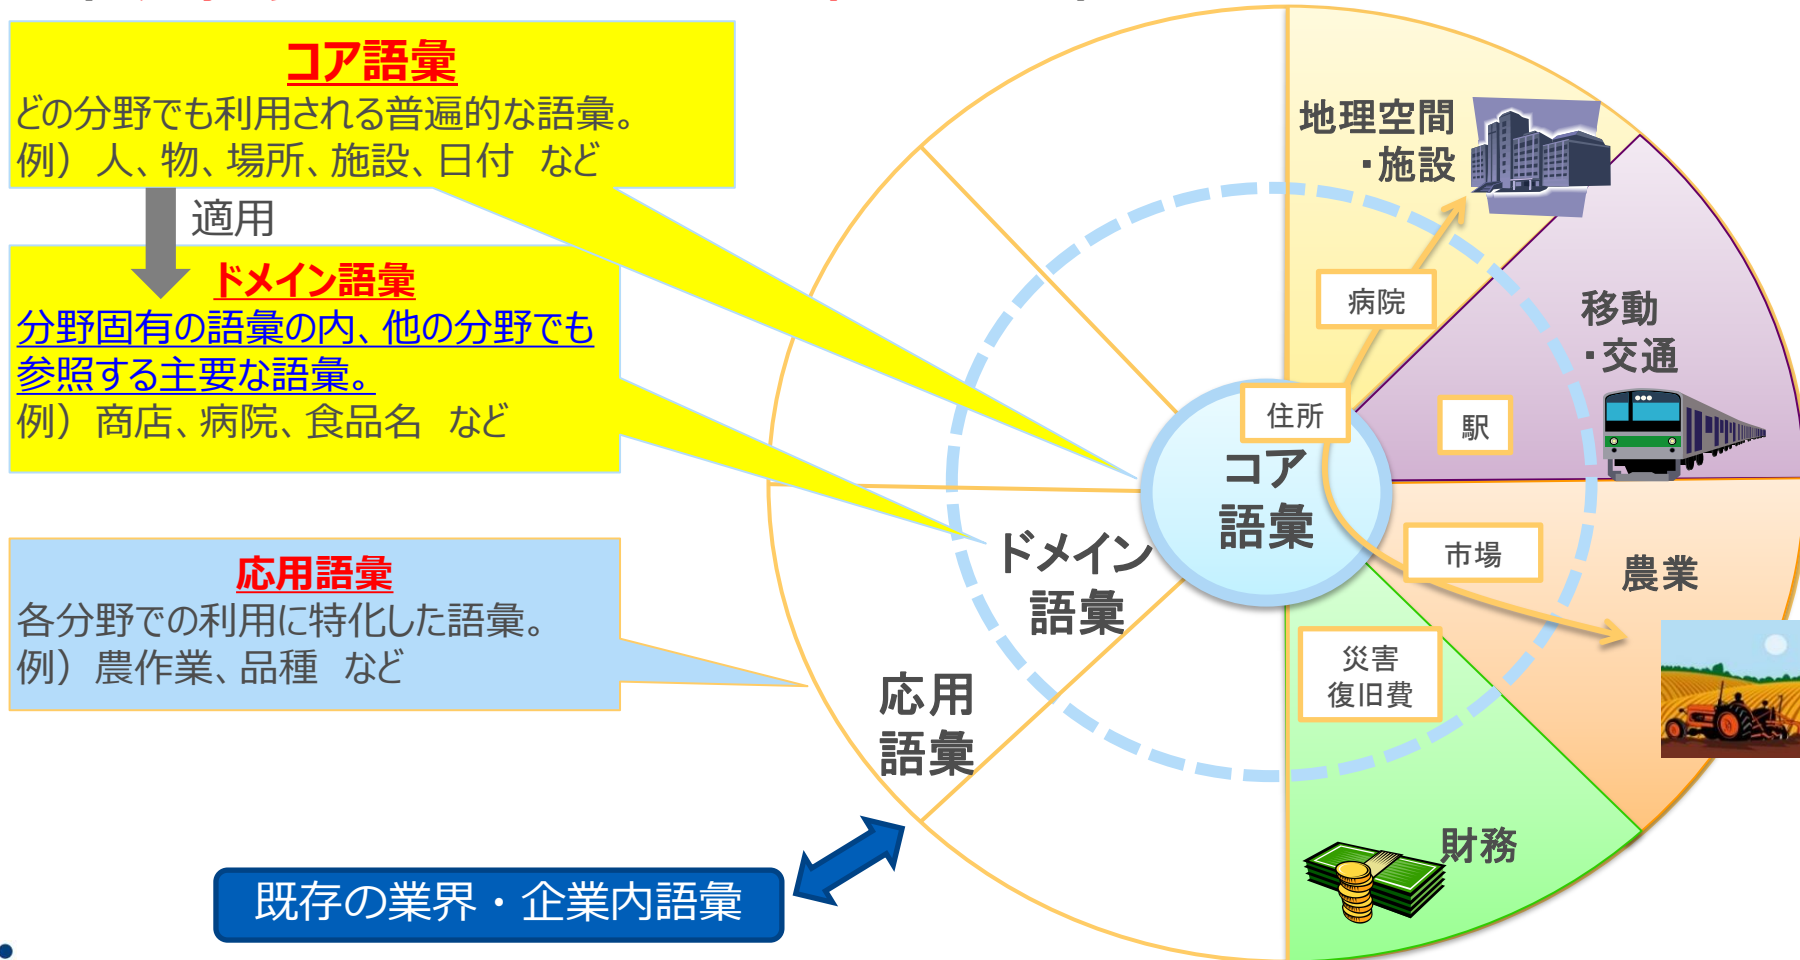 コア語彙
どの分野でも利用される普遍的な語彙。
例）人、物、場所、施設、日付　など
適用
ドメイン語彙
分野固有の語彙の内、他の分野でも
参照する主要な語彙。
例）商店、病院、食品名　など
応用語彙
各分野での利用に特化した語彙。
例）農作業、品種　など
既存の業界・企業内語彙
地理空間
・施設
病院
移動
・交通
駅
住所
コア
語彙
ドメイン
語彙
応用
語彙
市場
農業
災害
復旧費
財務